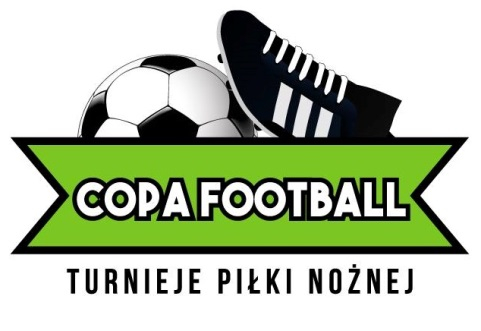 COPA FOOTBALL
TURNIEJE PIŁKI NOŻNEJ